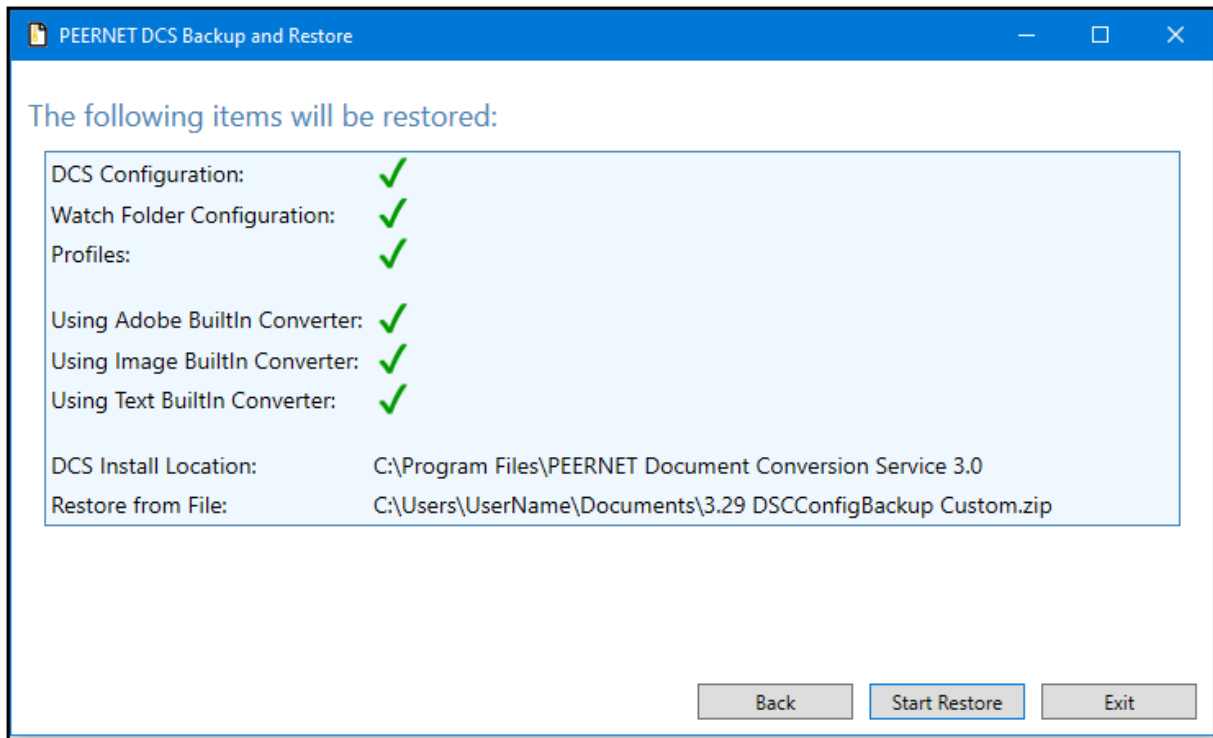 PEERNET DCS Backup and Restore
The following items will be restored:
DCS Configuration:
Watch Folder Configuration:
Profiles:
Using Adobe BuiltIn Converter:
Using Image BuiltIn Converter:
Using Text BuiltIn Converter:
DCS Install Location: C:\Program Files\PEERNET Document Conversion Service 3.0
Restore from File: C:\Users\UserName\Documents\3.29 DSCConfigBackup Custom.zip
Back Start Restore Exit